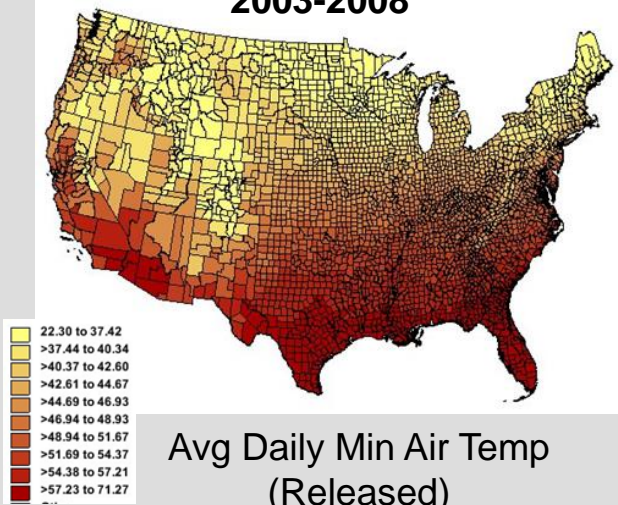 2003-2008
22.30 to 37.42
>37.44 to 40.34
>40.37 to 42.60
>42.61 to 44.67
>44.69 to 46.93
>46.94 to 48.93
>48.94 to 51.67
>51.69 to 54.37
>54.38 to 57.21
>57.23 to 71.27
Avg Daily Min Air Temp
(Released)